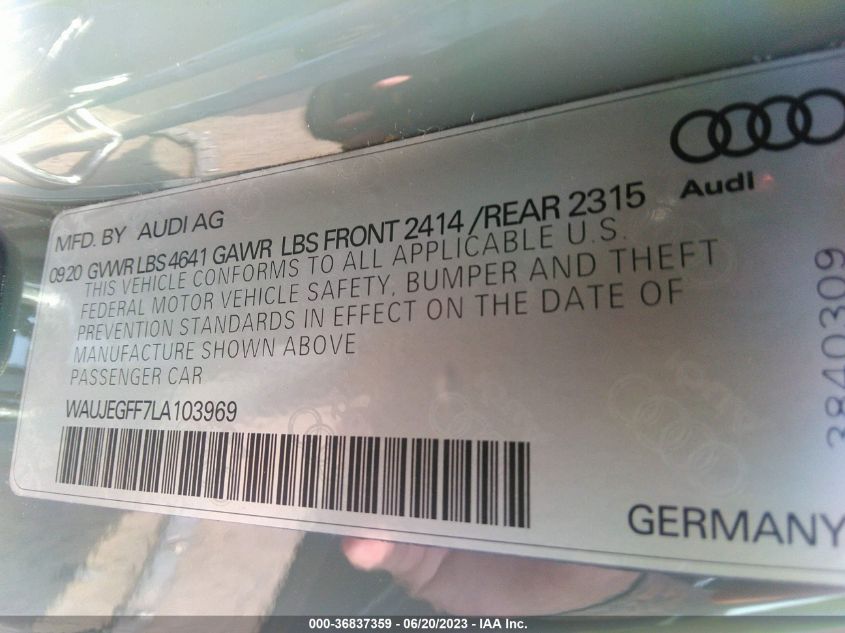 Audi
MFD. BY AUDI AG
0920 GVWR LBS 4641 GAWR LBS FRONT 2414 /REAR 2315
THIS VEHICLE CONFORMS TO ALL APPLICABLE U.S.
FEDERAL MOTOR VEHICLE SAFETY, BUMPER AND THEFT
PREVENTION STANDARDS IN EFFECT ON THE DATE OF
MANUFACTURE SHOWN ABOVE
PASSENGER CAR
WAUJEGFF7LA103969
3840309
GERMANY
000-36837359 - 06/20/2023 - IAA Inc.